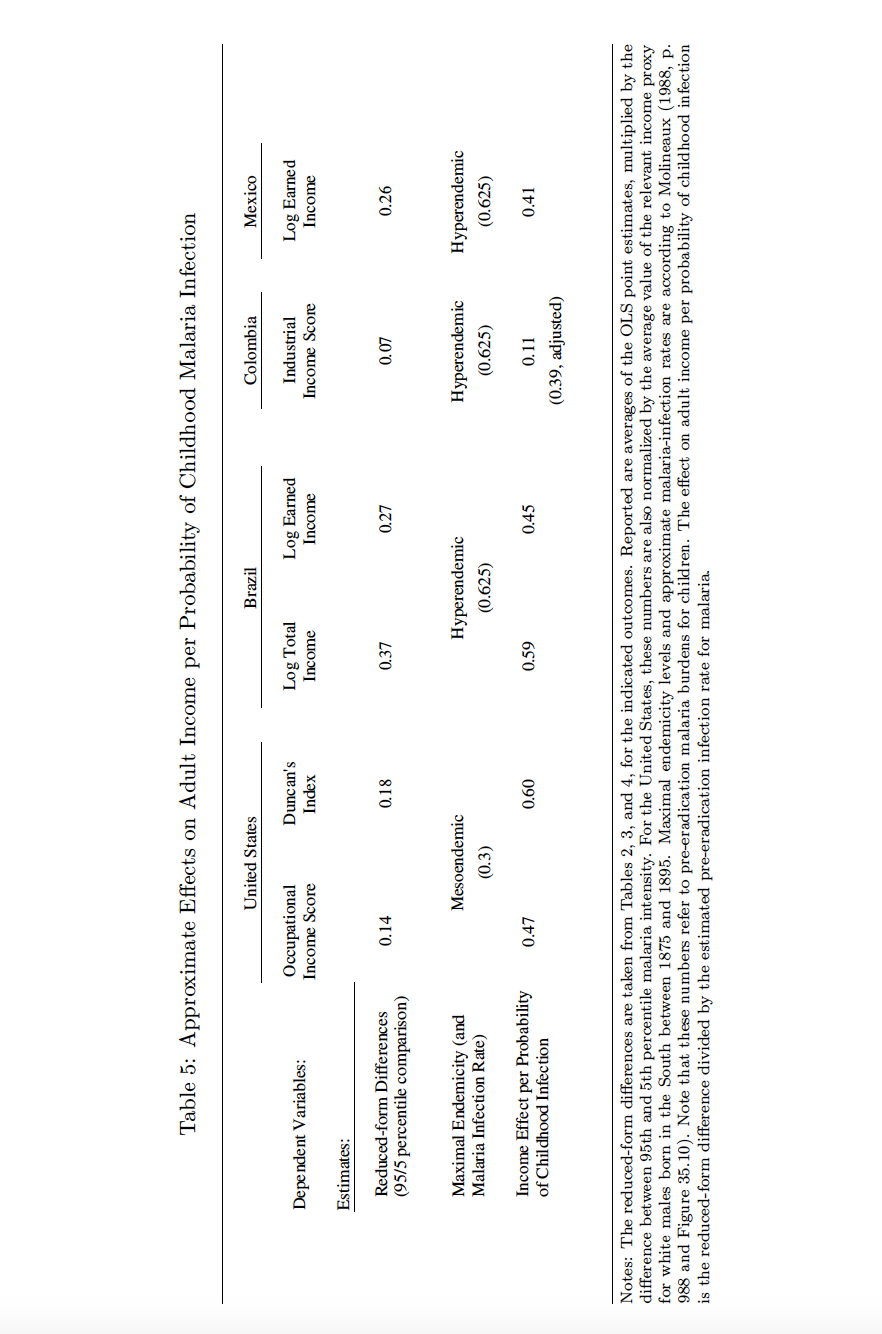 Table 5: Approximate Effects on Adult Income per Probability of Childhood Malaria Infection
United States Brazil Colombia Mexico
Dependent Variables: Occupational Income Score Duncan's Index Log Total Income Log Earned Income Industrial Income Score Log Earned Income
Estimates:
Reduced-form Differences 0.14 0.18 0.37 0.27 0.07 0.26
(95/5 percentile comparison)
Maximal Endemicity (and Mesoendemic Hyperendemic Hyperendemic Hyperendemic
Malaria Infection Rate) (0.3) (0.625) (0.625) (0.625)
Income Effect per Probability 0.47 0.60 0.59 0.45 0.11 0.41
of Childhood Infection (0.39, adjusted)
Notes: The reduced-form differences are taken from Tables 2, 3, and 4, for the indicated outcomes. Reported are averages of the OLS point estimates, multiplied by the
difference between 95th and 5th percentile malaria intensity. For the United States, these numbers are also normalized by the average value of the relevant income proxy
for white males born in the South between 1875 and 1895. Maximal endemicity levels and approximate malaria-infection rates are according to Molineaux (1988, p.
988 and Figure 35.10)). Note that these numbers refer to pre-eradication malaria burdens for children. The effect on adult income per probability of childhood infection
is the reduced-form difference divided by the estimated pre-eradication infection rate for malaria.